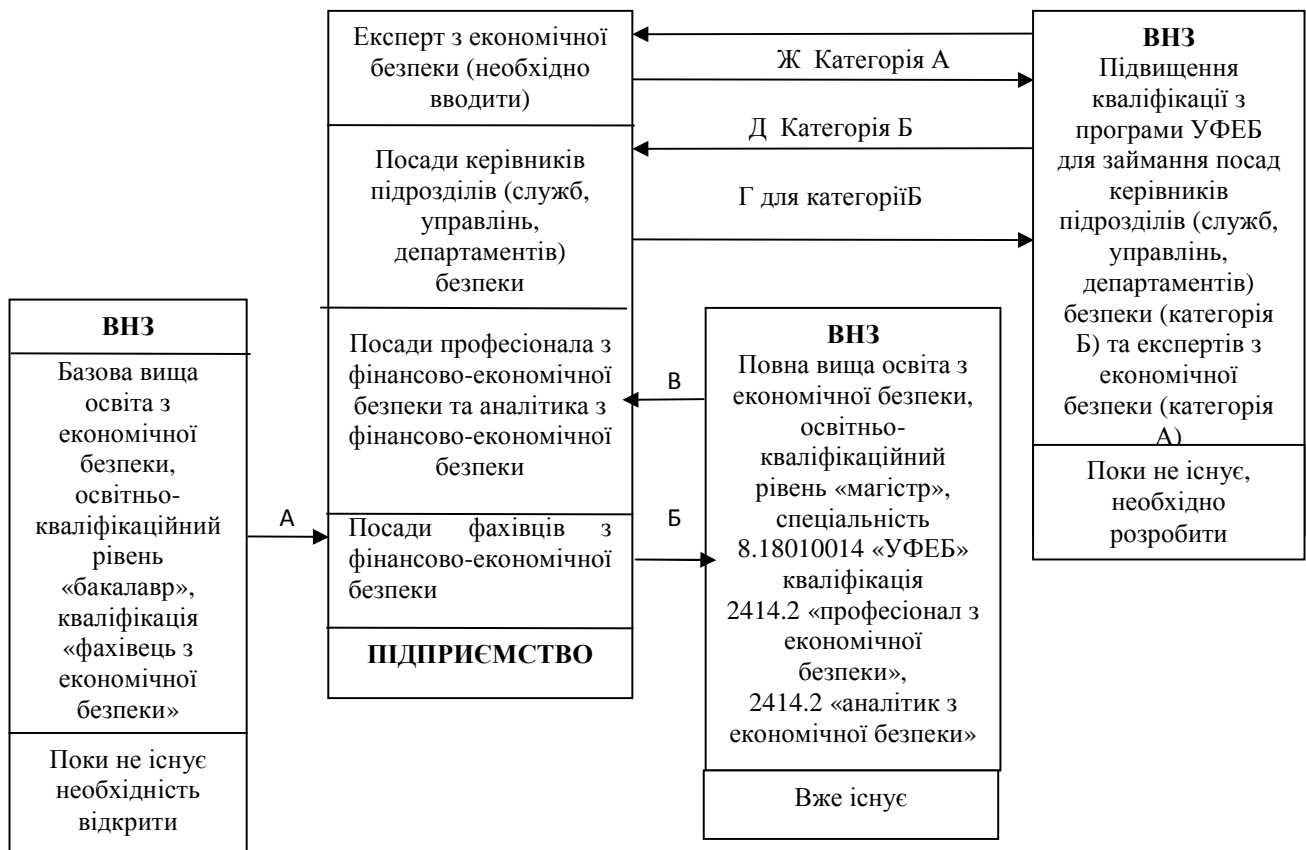 Експерт з економічної
безпеки (необхідно
вводити)
Посади керівників
підрозділів (служб,
управлінь,
департаментів)
безпеки
Посади професіонала з
фінансово-економічної
безпеки та аналітика з
фінансово-економічної
безпеки
Посади фахівців з
фінансово-економічної
безпеки
ПІДПРИЄМСТВО
Ж Категорія А
Д Категорія Б
Г для категоріїБ
ВНЗ
Підвищення
кваліфікації з
програми УФЕБ
для займання посад
керівників
підрозділів (служб,
управлінь,
департаментів)
безпеки (категорія
Б) та експертів з
економічної
безпеки (категорія
А)
Поки не існує,
необхідно
розробити
ВНЗ
Базова вища
освіта з
економічної
безпеки,
освітньо-
кваліфікаційний
рівень
«бакалавр»,
кваліфікація
«фахівець з
економічної
безпеки»
Поки не існує
необхідність
відкрити
А
В
Б
ВНЗ
Повна вища освіта з
економічної безпеки,
освітньо-
кваліфікаційний
рівень «магістр»,
спеціальність
8.18010014 «УФЕБ»
кваліфікація
2414.2 «професіонал з
економічної
безпеки»,
2414.2 «аналітик з
економічної безпеки»
Вже існує